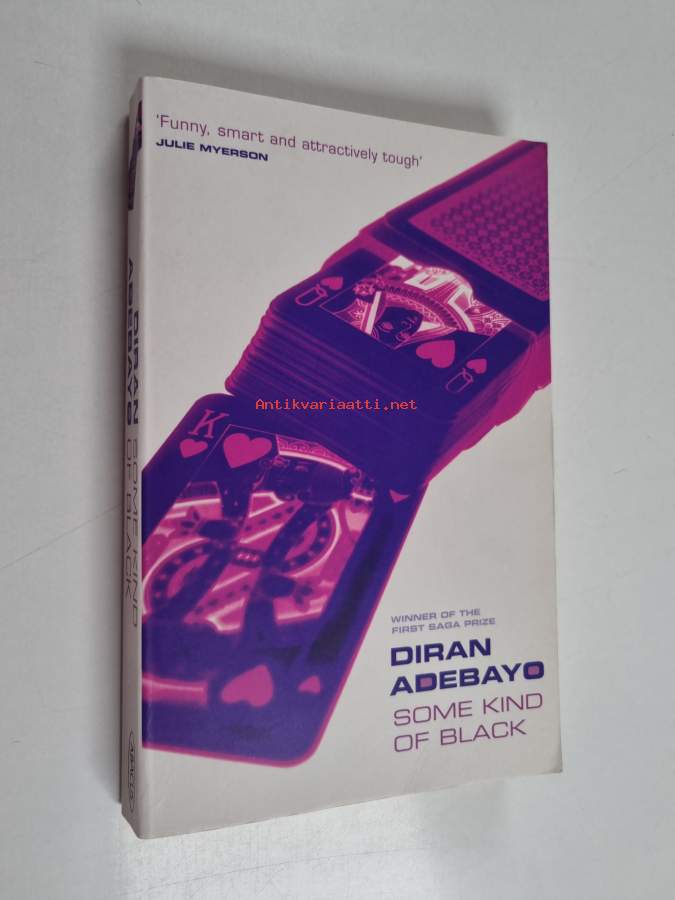 'Funny, smart and attractively tough'
JULIE MYERSON
Q
Q
K
Antikvariaatti.net
WINNER OF THE
FIRST SAGA PRIZE
DIRAN
ADEBAYO
SOME KIND
OF BLACK
DIRAN
ADEBAYO
SOME KIND
OF BLACK
ABACUS